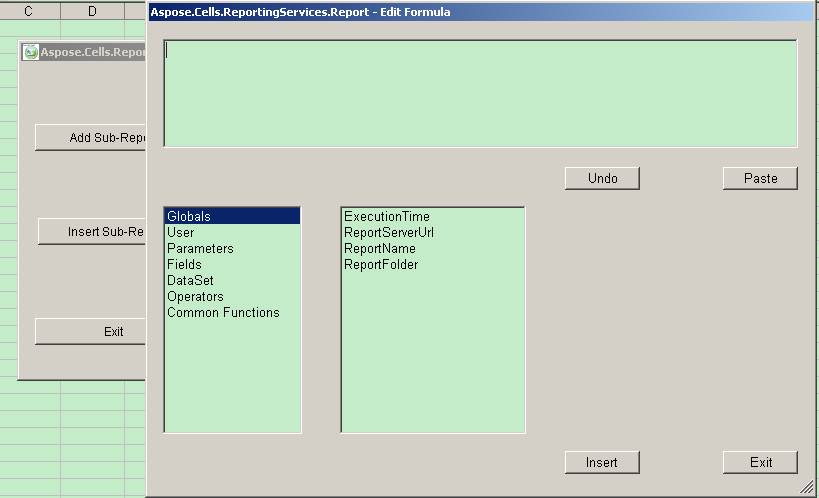 C D
Aspose.Cells.ReportingServices.Report - Edit Formula
Aspose.Cells.Repor
Add Sub-Repo
Undo
Paste
Globals
User
Parameters
Fields
DataSet
Operators
Common Functions
ExecutionTime
ReportServerUrl
ReportName
ReportFolder
Insert Sub-Re
Exit
Insert
Exit